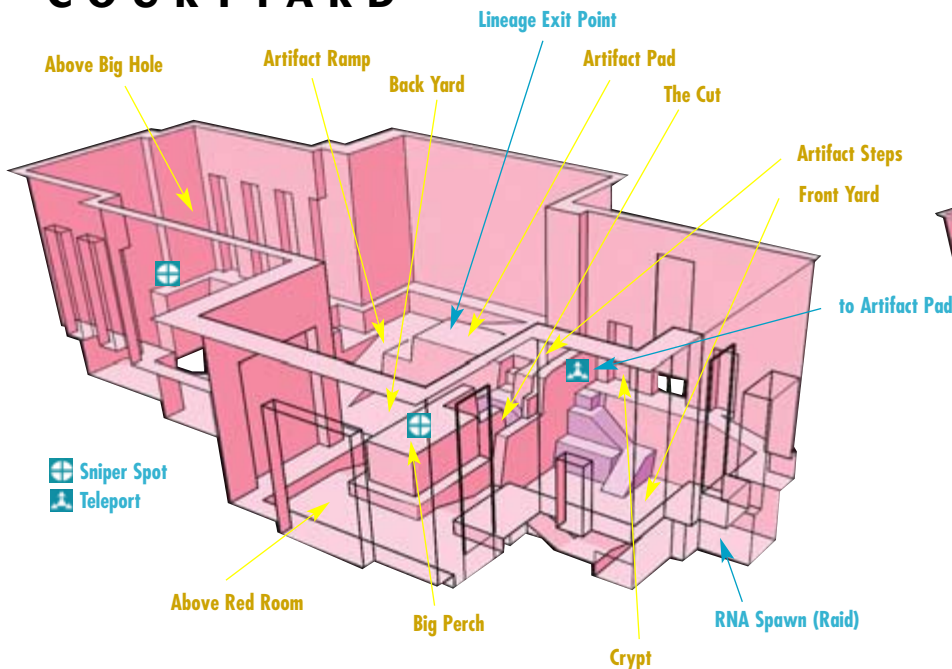 COURTYARD
Lineage Exit Point
Above Big Hole
Artifact Ramp
Artifact Pad
Back Yard
The Cut
Artifact Steps
Front Yard
to Artifact Pad
Sniper Spot
Teleport
Above Red Room
Big Perch
RNA Spawn (Raid)
Crypt